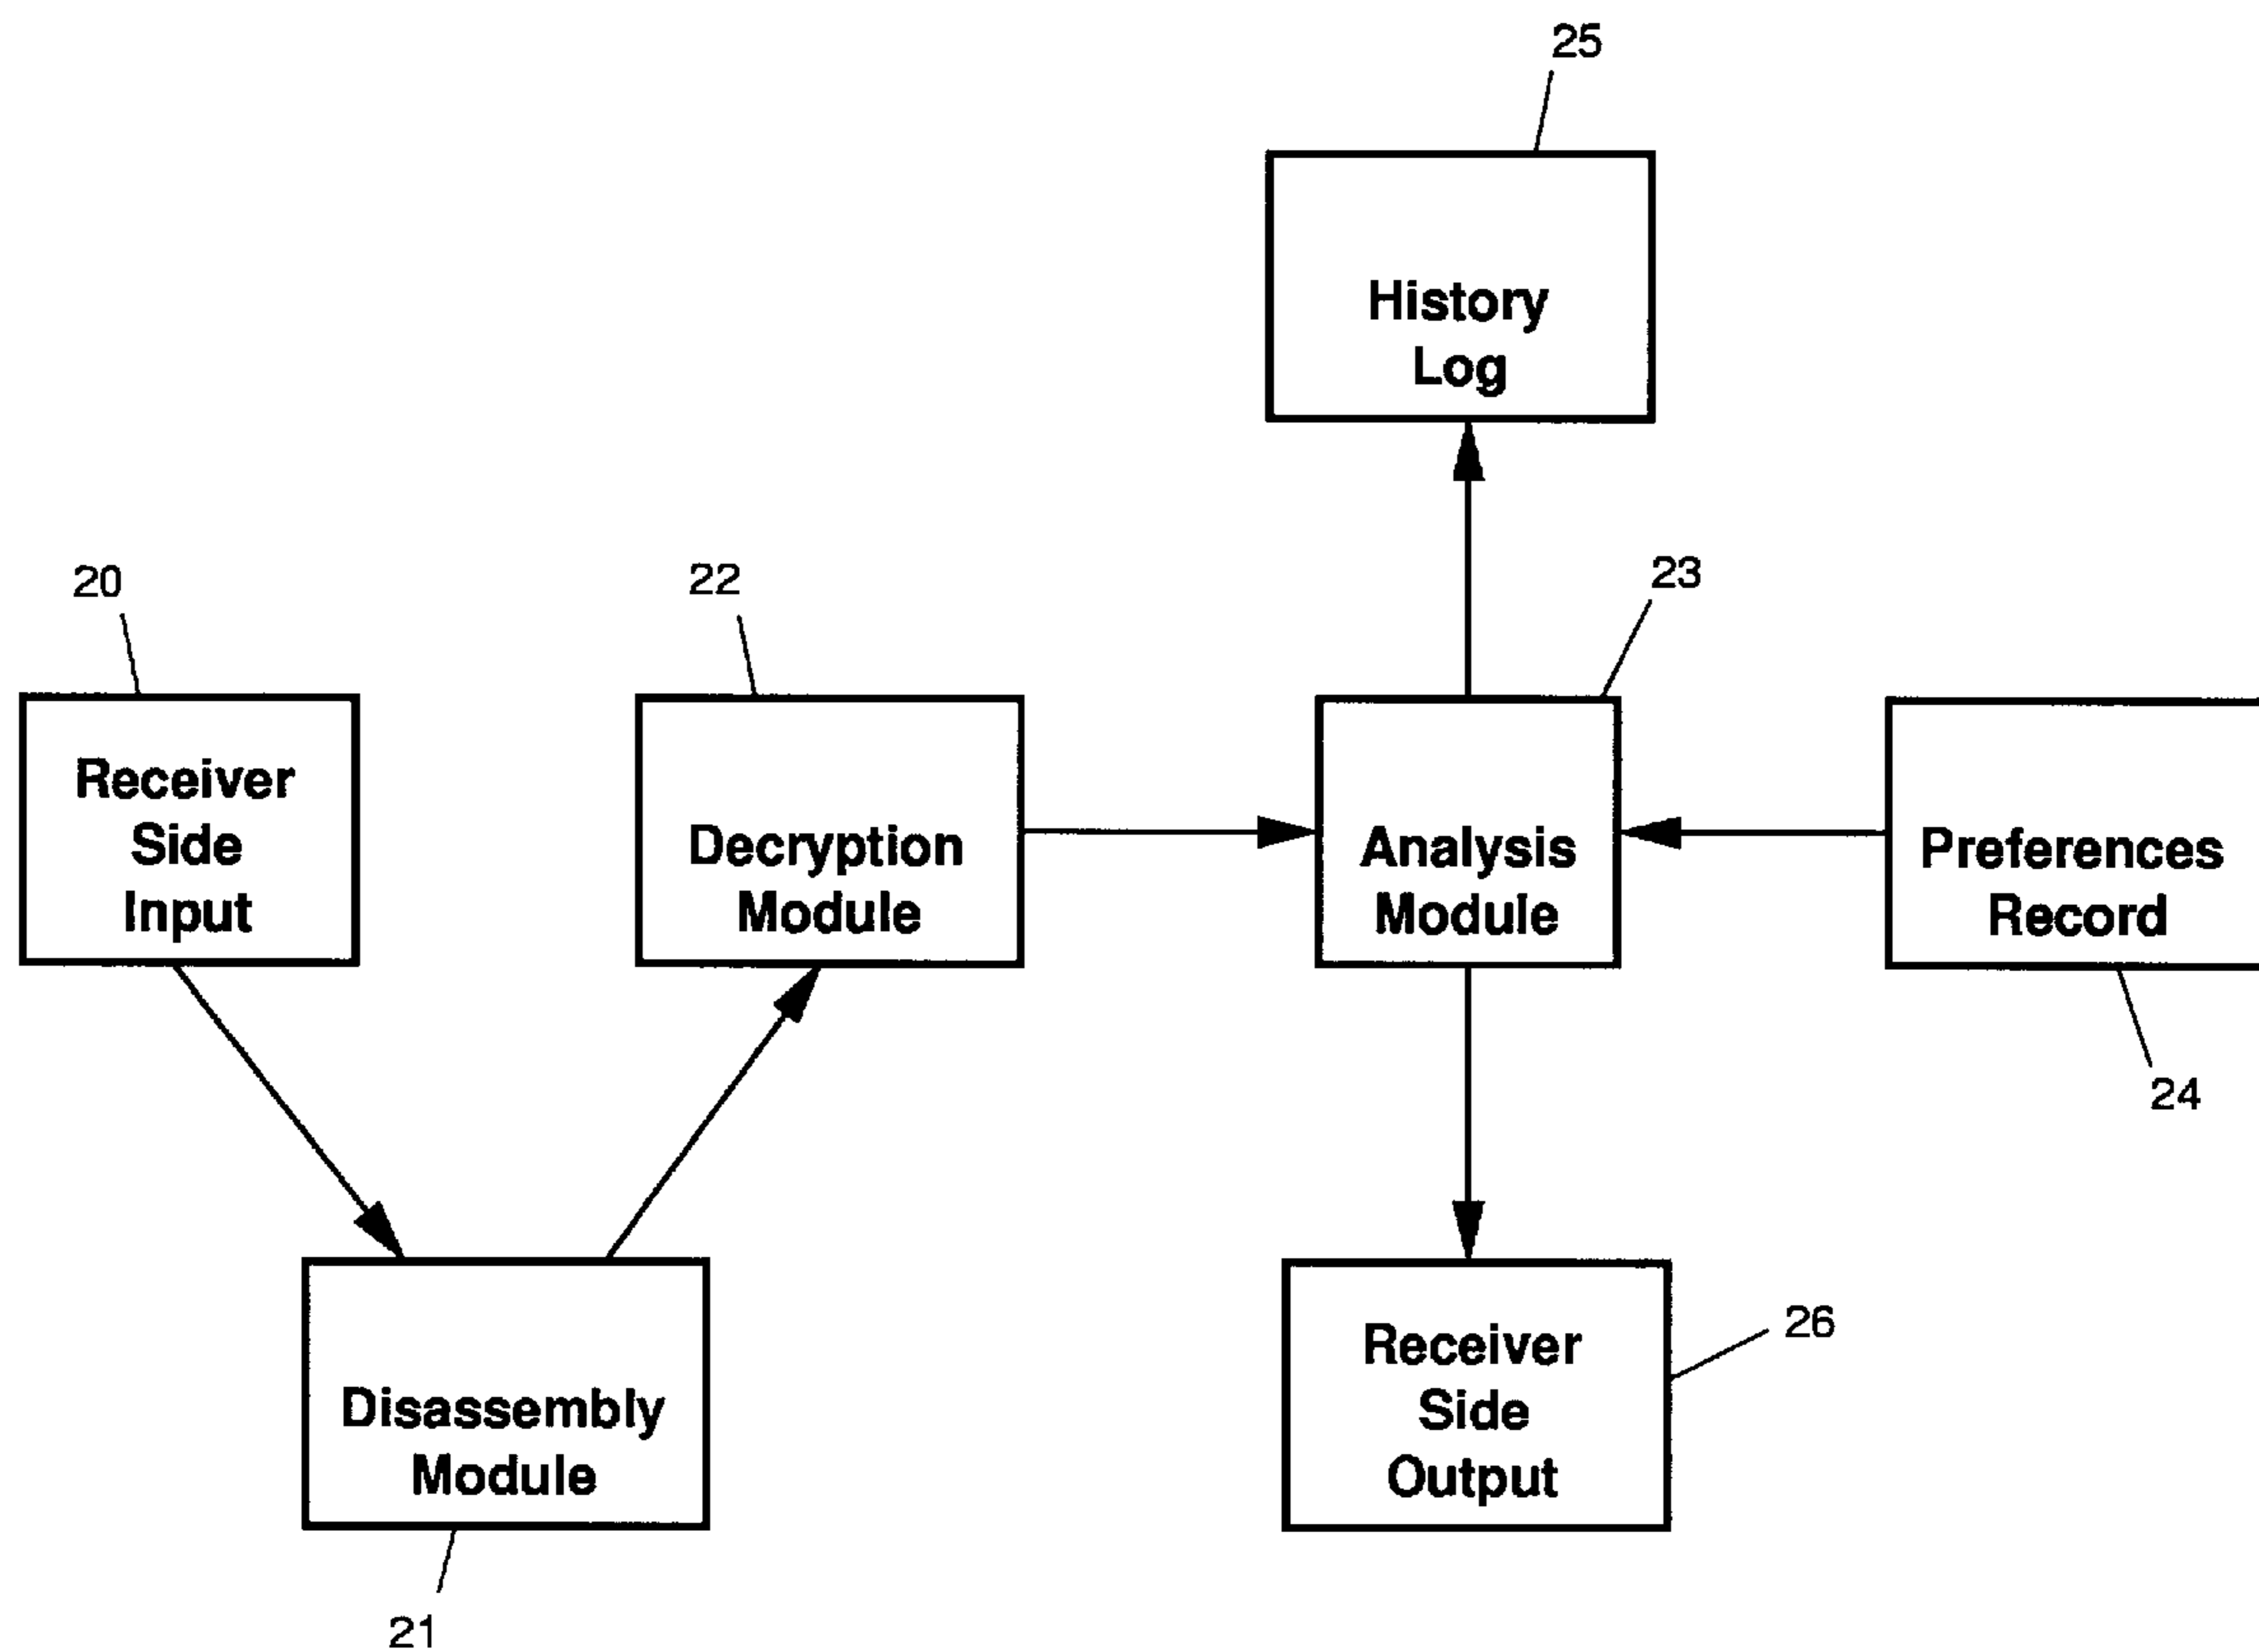 25
History
Log
20
22
23
Receiver
Side
Input
Decryption
Module
Analysis
Module
Preferences
Record
24
Disassembly
Module
21
Receiver
Side
Output
26